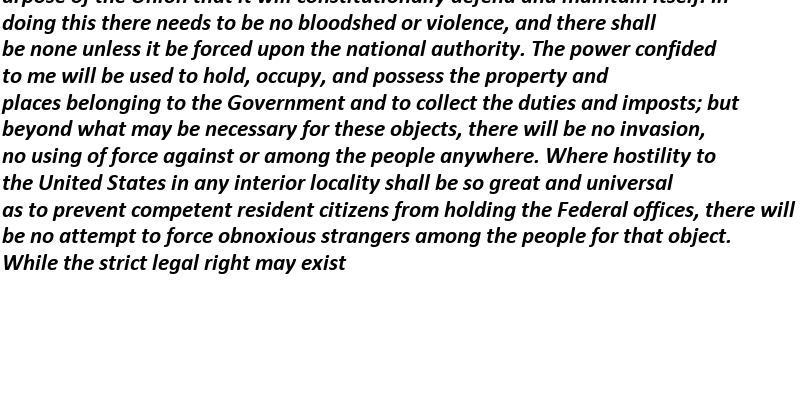 urpose of the Union that it will constitutionally defend and maintain itself. In
doing this there needs to be no bloodshed or violence, and there shall
be none unless it be forced upon the national authority. The power confided
to me will be used to hold, occupy, and possess the property and
places belonging to the Government and to collect the duties and imposts; but
beyond what may be necessary for these objects, there will be no invasion,
no using of force against or among the people anywhere. Where hostility to
the United States in any interior locality shall be so great and universal
as to prevent competent resident citizens from holding the Federal offices, there will
be no attempt to force obnoxious strangers among the people for that object.
While the strict legal right may exist